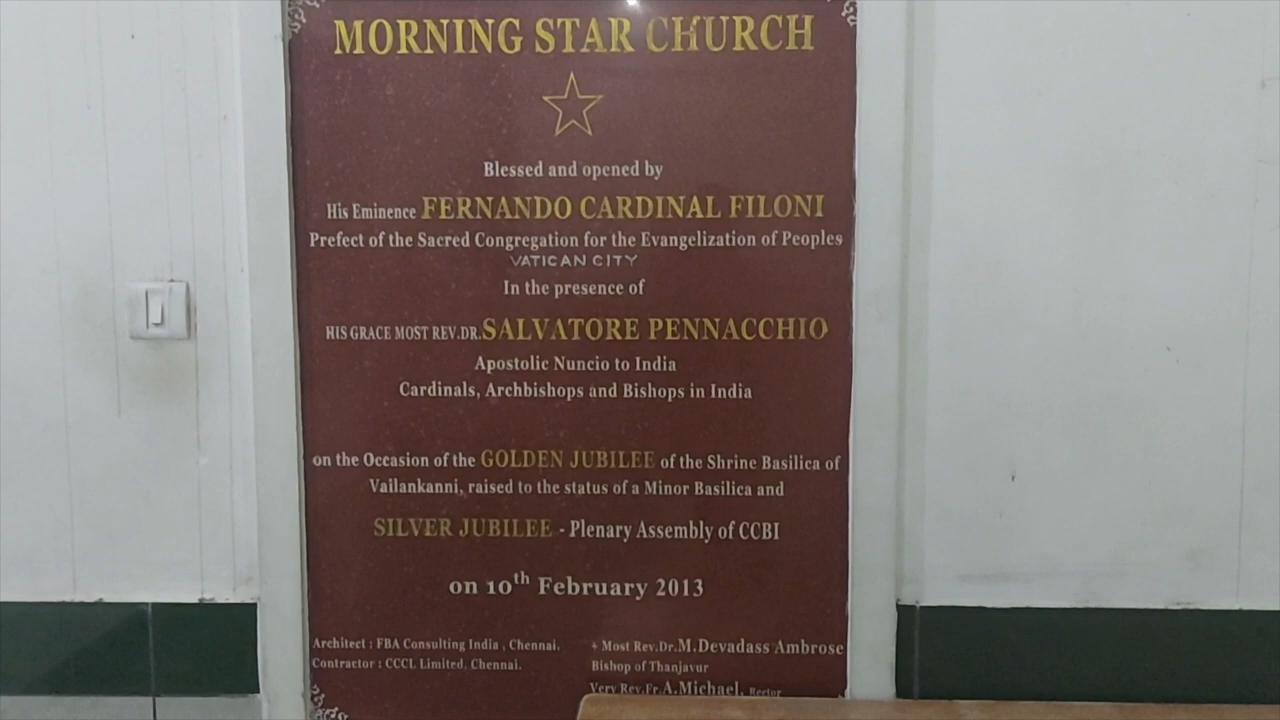 MORNING STAR CHURCH
Blessed and opened by
His Eminence FERNANDO CARDINAL FILONI
Prefect of the Sacred Congregation for the Evangelization of Peoples
VATICAN CITY
In the presence of
HIS GRACE MOST REV.DR.SALVATORE PENNACCHIO
Apostolic Nuncio to India
Cardinals, Archbishops and Bishops in India
on the Occasion of the GOLDEN JUBILEE of the Shrine Basilica of
Vailankanni, raised to the status of a Minor Basilica and
SILVER JUBILEE - Plenary Assembly of CCBI
on 10th February 2013
Architect : FBA Consulting India , Chennai.
Contractor : CCCL Limited, Chennai.
+ Most Rev.Dr.M.Devadass Ambrose
Bishop of Thanjavur
Very Rev.Fr.A.Michael, Rector